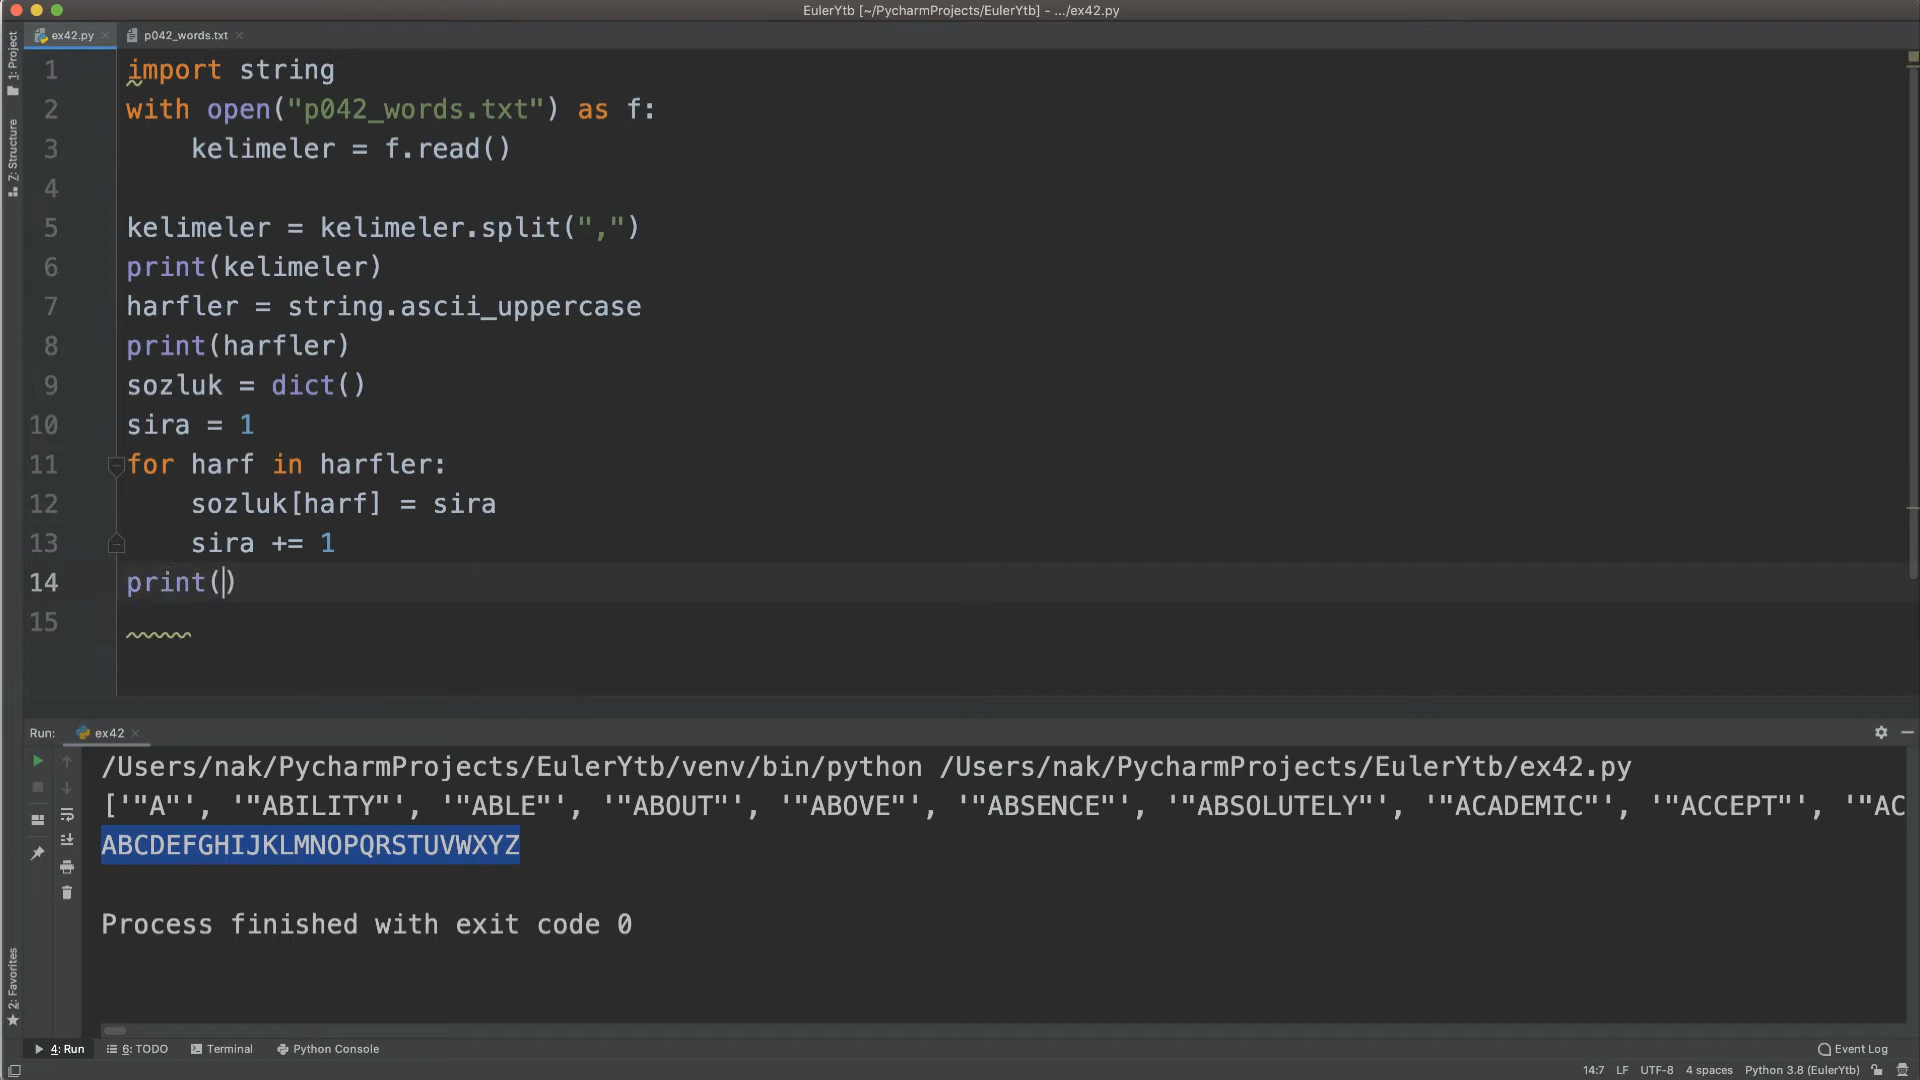 EulerYtb [~/PycharmProjects/EulerYtb] - .../ex42.py
ex42.py
p042_words.txt
1: Project
7: Structure
2: Favorites
1 import string
2 with open("p042_words.txt") as f:
3 kelimeler = f.read()
4
5 kelimeler = kelimeler.split(",")
6 print(kelimeler)
7 harfler = string.ascii_uppercase
8 print(harfler)
9 sozluk = dict()
10 sira = 1
11 for harf in harfler:
12 sozluk[harf] = sira
13 sira += 1
14 print()
15
Run: ex42
/Users/nak/PycharmProjects/EulerYtb/venv/bin/python /Users/nak/PycharmProjects/EulerYtb/ex42.py
['"A"', '"ABILITY"', '"ABLE"', '"ABOUT"', '"ABOVE"', '"ABSENCE"', '"ABSOLUTELY"', '"ACADEMIC"', '"ACCEPT"', '"AC
ABCDEFGHIJKLMNOPQRSTUVWXYZ
Process finished with exit code 0
4: Run 6: TODO Terminal Python Console Event Log
14:7 LF UTF-8 4 spaces Python 3.8 (EulerYtb)